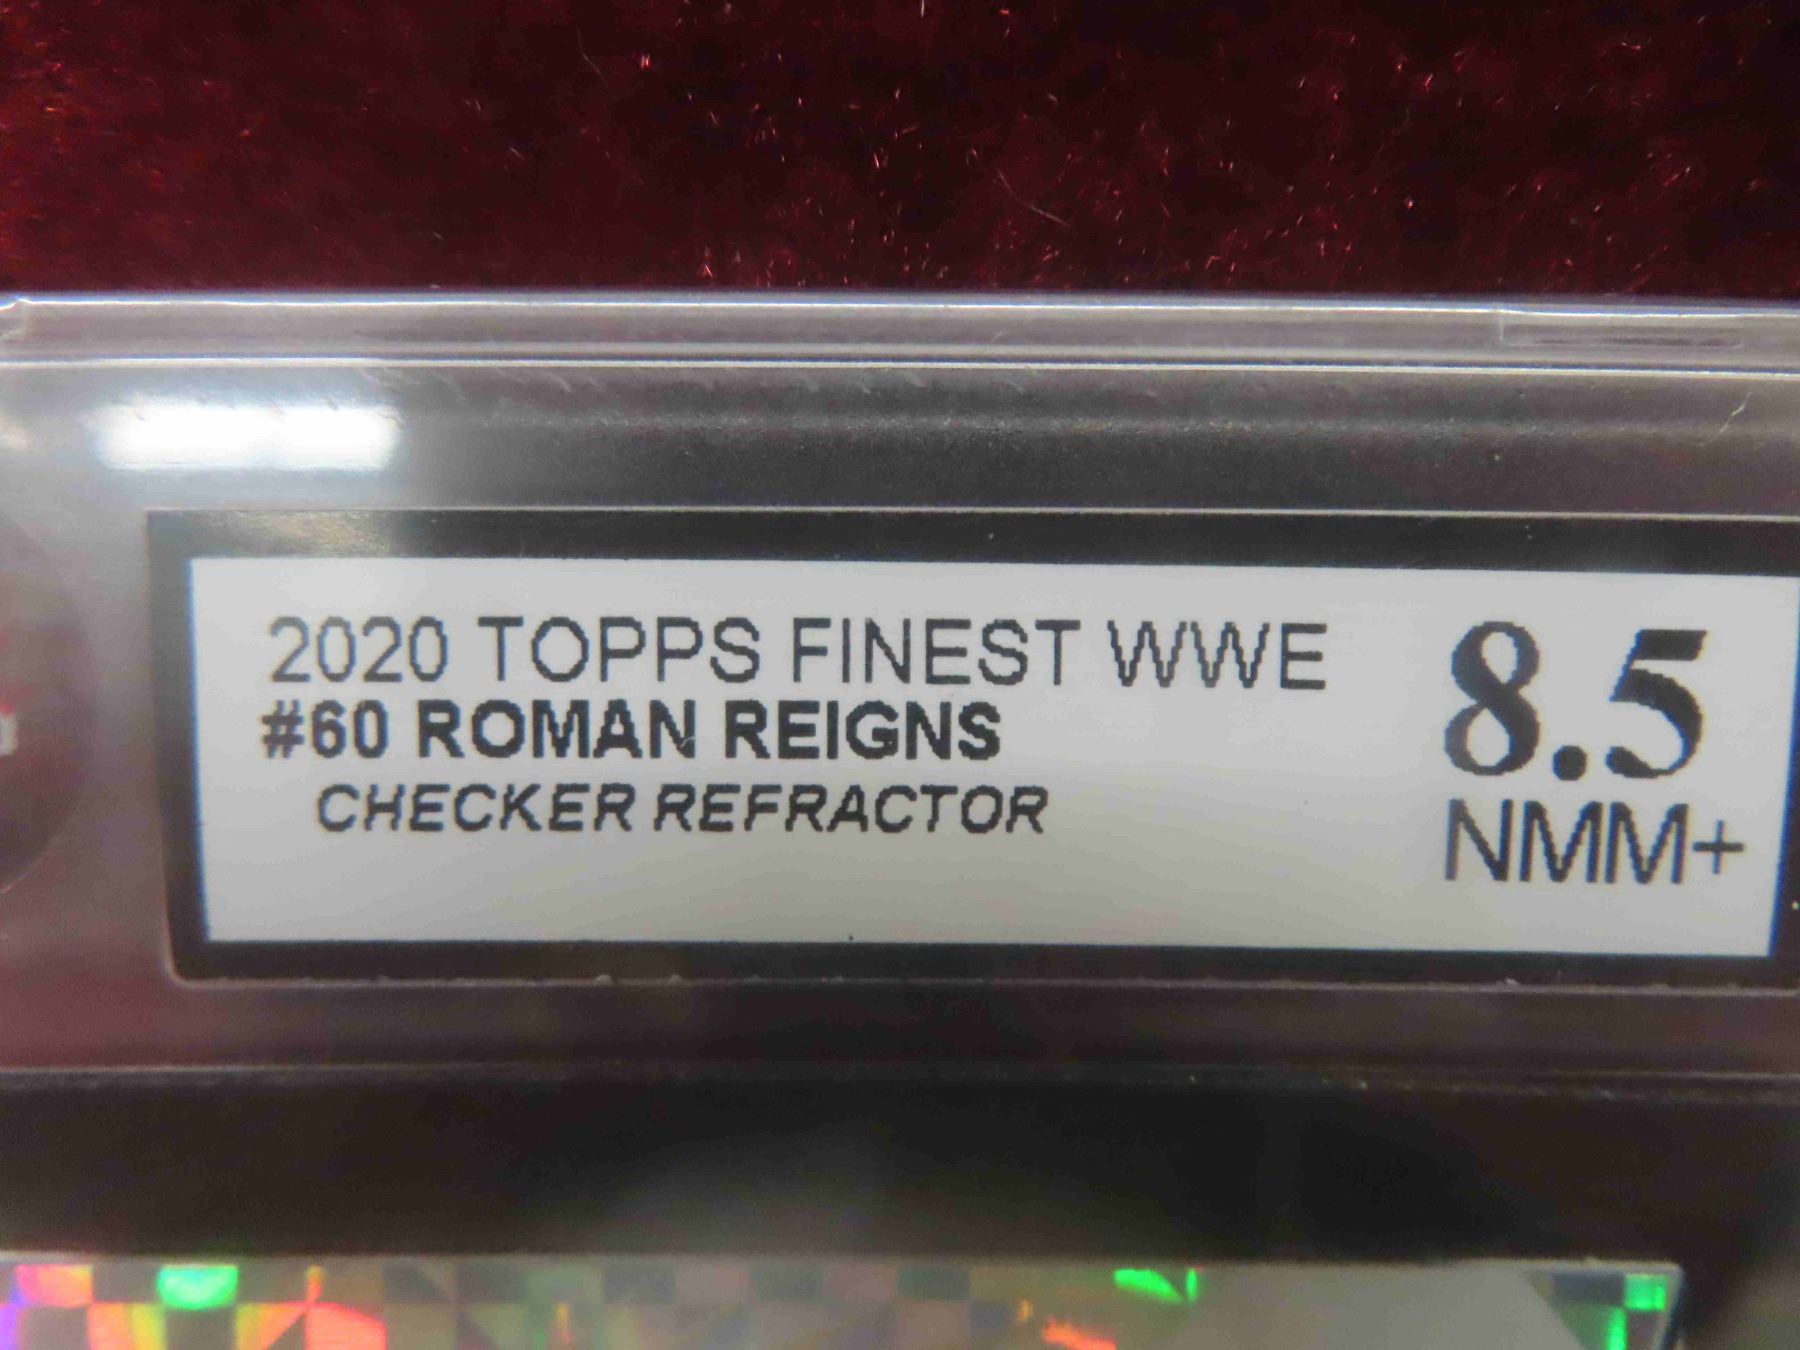 2020 TOPPS FINEST WWE
#60 ROMAN REIGNS
CHECKER REFRACTOR
8.5
NMM+